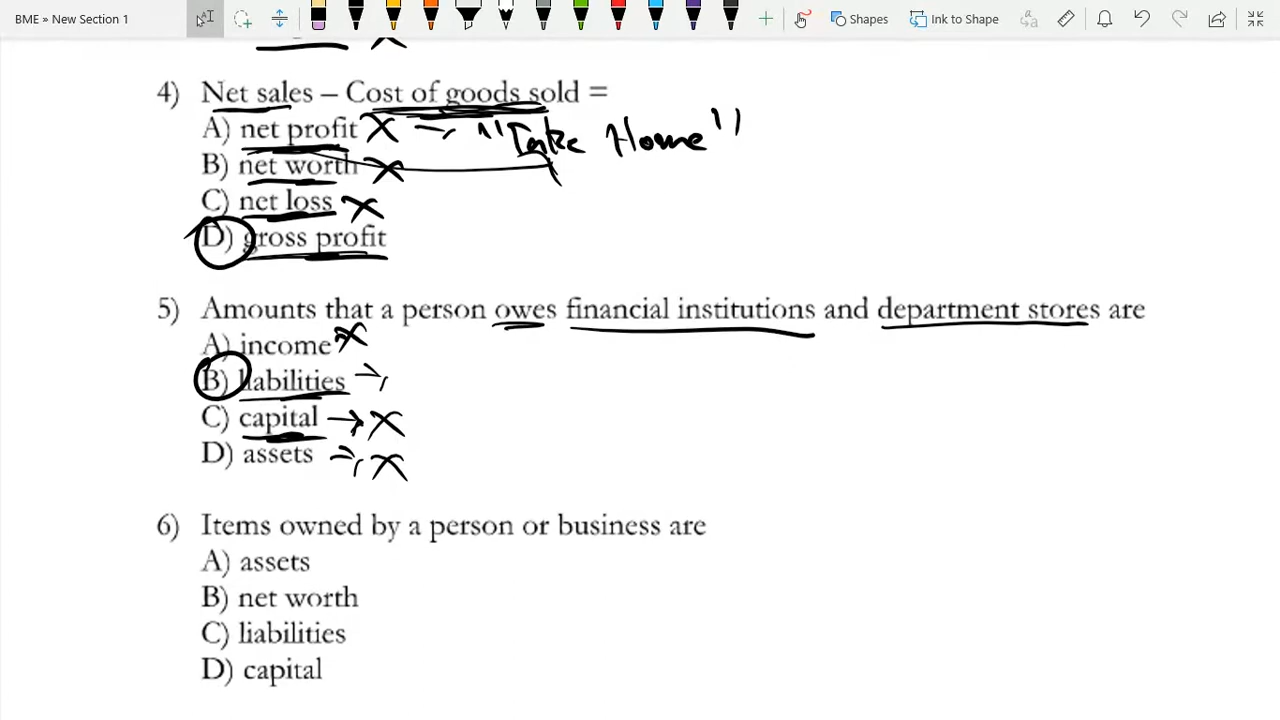 BME » New Section 1
Shapes
Ink to Shape
4) Net sales – Cost of goods sold =
A) net profit "Take Home"
B) net worth
C) net loss
D) gross profit
5) Amounts that a person owes financial institutions and department stores are
A) income
B) liabilities
C) capital
D) assets
6) Items owned by a person or business are
A) assets
B) net worth
C) liabilities
D) capital